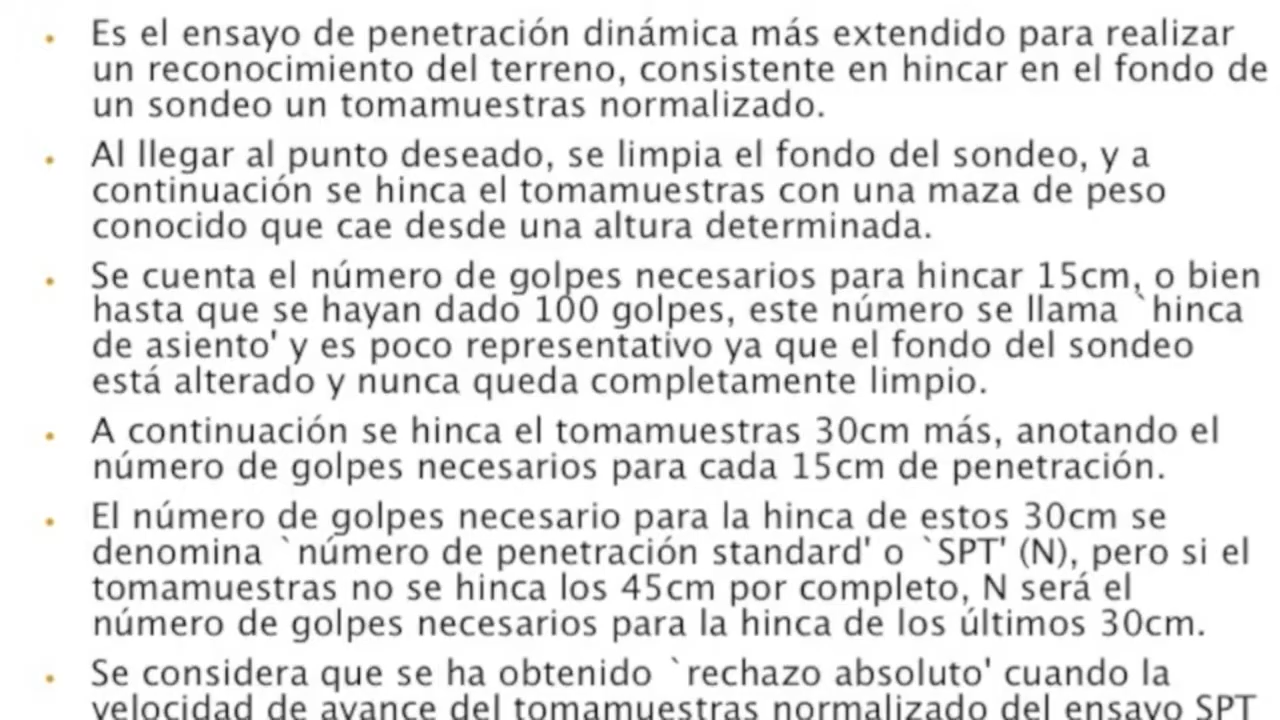 • Es el ensayo de penetración dinámica más extendido para realizar
un reconocimiento del terreno, consistente en hincar en el fondo de
un sondeo un tomamuestras normalizado.
• Al llegar al punto deseado, se limpia el fondo del sondeo, y a
continuación se hinca el tomamuestras con una maza de peso
conocido que cae desde una altura determinada.
• Se cuenta el número de golpes necesarios para hincar 15cm, o bien
hasta que se hayan dado 100 golpes, este número se llama `hinca
de asiento' y es poco representativo ya que el fondo del sondeo
está alterado y nunca queda completamente limpio.
• A continuación se hinca el tomamuestras 30cm más, anotando el
número de golpes necesarios para cada 15cm de penetración.
• El número de golpes necesario para la hinca de estos 30cm se
denomina `número de penetración standard' o `SPT' (N), pero si el
tomamuestras no se hinca los 45cm por completo, N será el
número de golpes necesarios para la hinca de los últimos 30cm.
• Se considera que se ha obtenido `rechazo absoluto' cuando la
velocidad de avance del tomamuestras normalizado del ensayo SPT